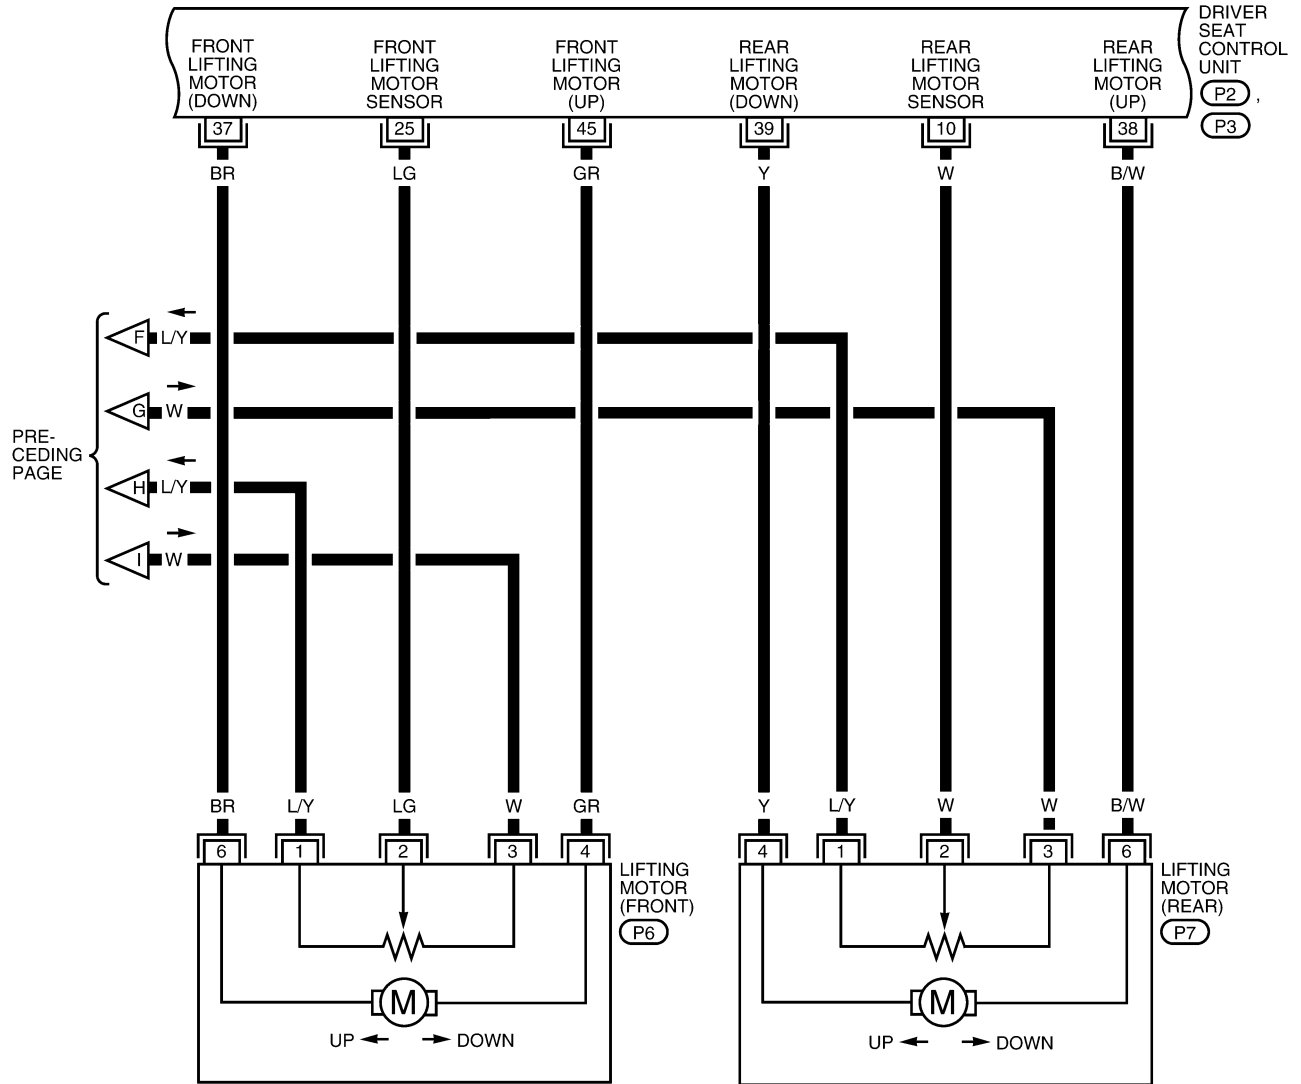 DRIVER
SEAT
CONTROL
UNIT
P2 ,
P3
FRONT
LIFTING
MOTOR
(DOWN)
FRONT
LIFTING
MOTOR
SENSOR
FRONT
LIFTING
MOTOR
(UP)
REAR
LIFTING
MOTOR
(DOWN)
REAR
LIFTING
MOTOR
SENSOR
REAR
LIFTING
MOTOR
(UP)
37 25 45 39 10 38
BR LG GR Y W B/W
PRE-
CEDING
PAGE
F L/Y
G W
H L/Y
I W
BR L/Y LG W GR Y L/Y W W B/W
6 1 2 3 4 4 1 2 3 6
LIFTING
MOTOR
(FRONT)
P6
LIFTING
MOTOR
(REAR)
P7
M M
UP DOWN UP DOWN